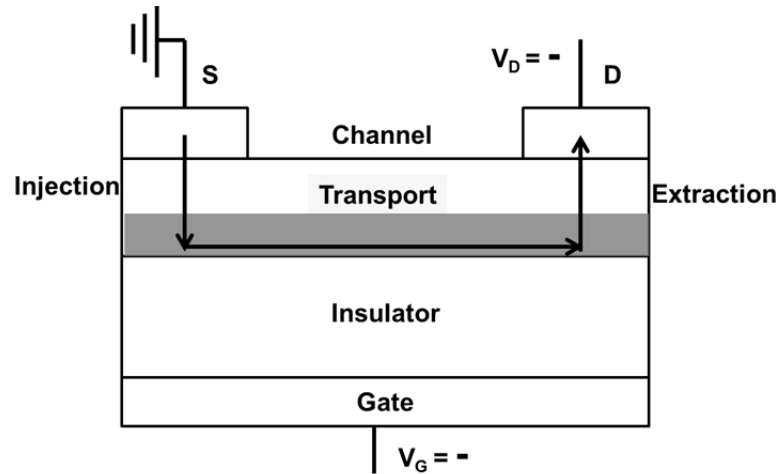 S
V_D = -
D
Channel
Injection
Transport
Extraction
Insulator
Gate
V_G = -